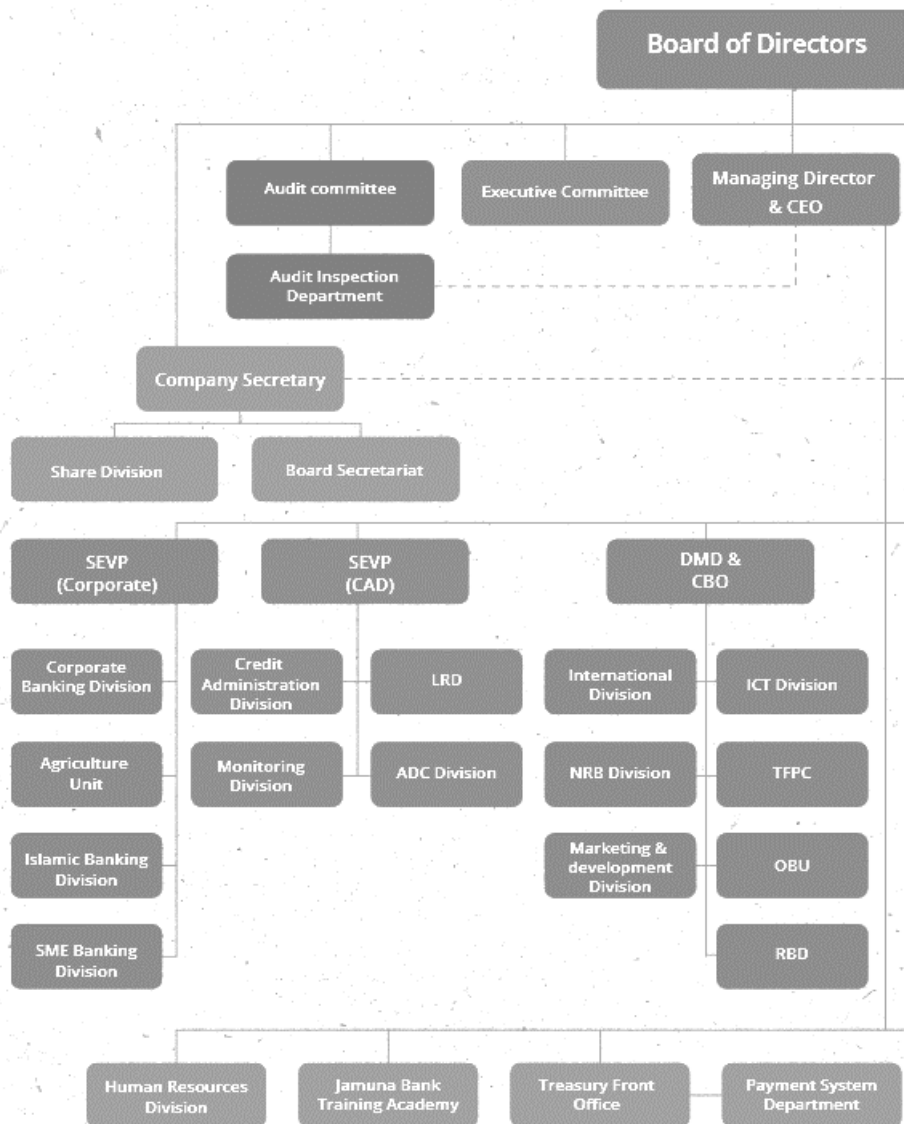 Board of Directors
Audit committee
Executive Committee
Managing Director
& CEO
Audit Inspection
Department
Company Secretary
Share Division
Board Secretariat
SEVP
(Corporate)
SEVP
(CAD)
DMD &
CBO
Corporate
Banking Division
Credit
Administration
Division
LRD
International
Division
ICT Division
Agriculture
Unit
Monitoring
Division
ADC Division
NRB Division
TFPC
Islamic Banking
Division
Marketing &
development
Division
OBU
SME Banking
Division
RBD
Human Resources
Division
Jamuna Bank
Training Academy
Treasury Front
Office
Payment System
Department